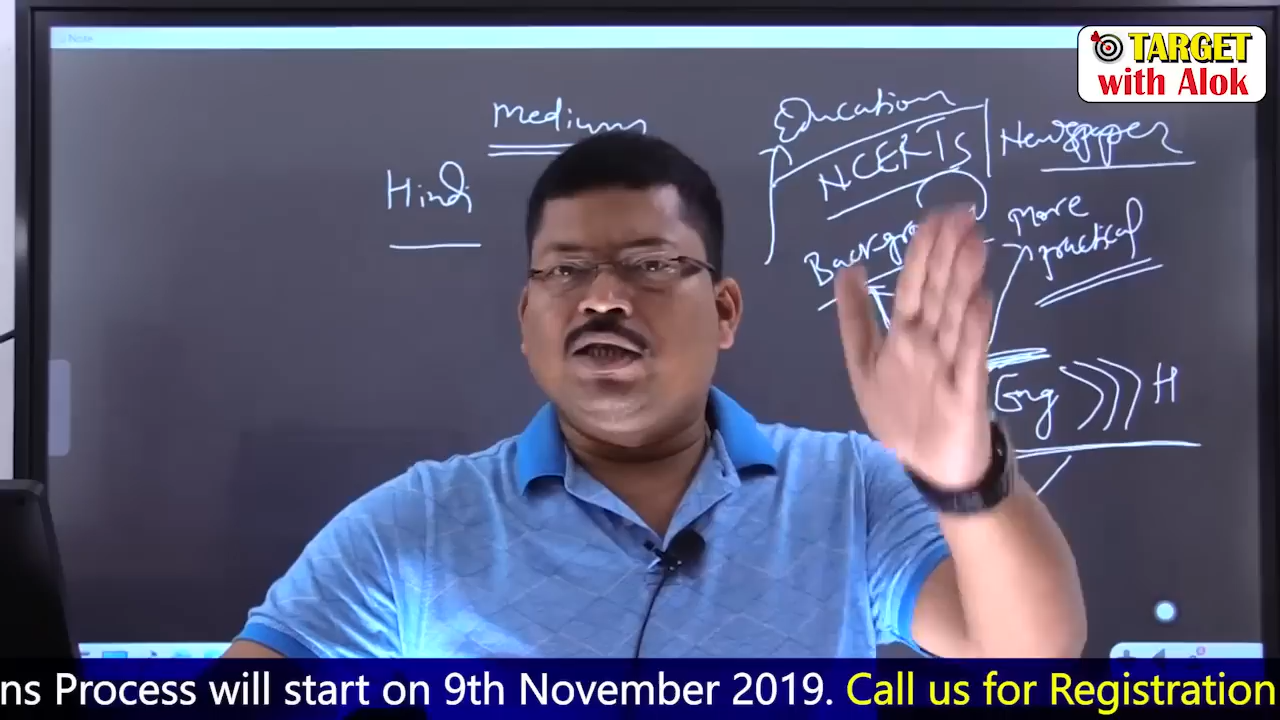 Note
TARGET
with Alok
Medium
Hindi
Education
NCERTs
Newspaper
More
practical
Eng
H
ns Process will start on 9th November 2019. Call us for Registration